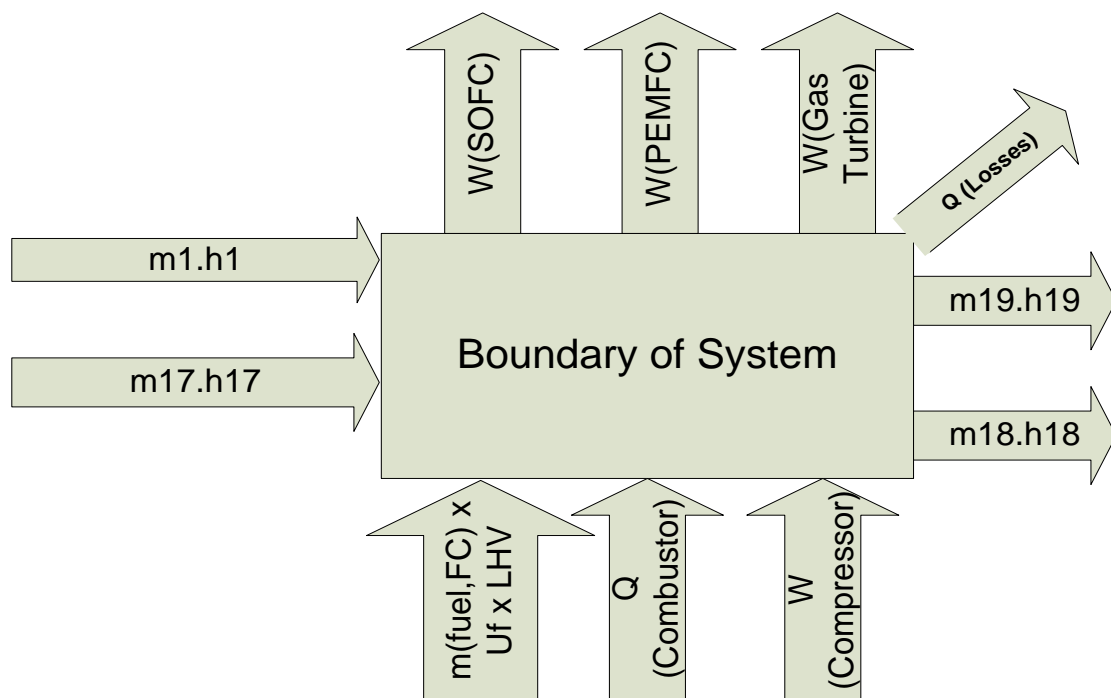 W(SOFC)
W(PEMFC)
W(Gas
Turbine)
Q (Losses)
m1.h1
m19.h19
Boundary of System
m17.h17
m18.h18
m(fuel,FC) x
Uf x LHV
Q
(Combustor)
W
(Compressor)